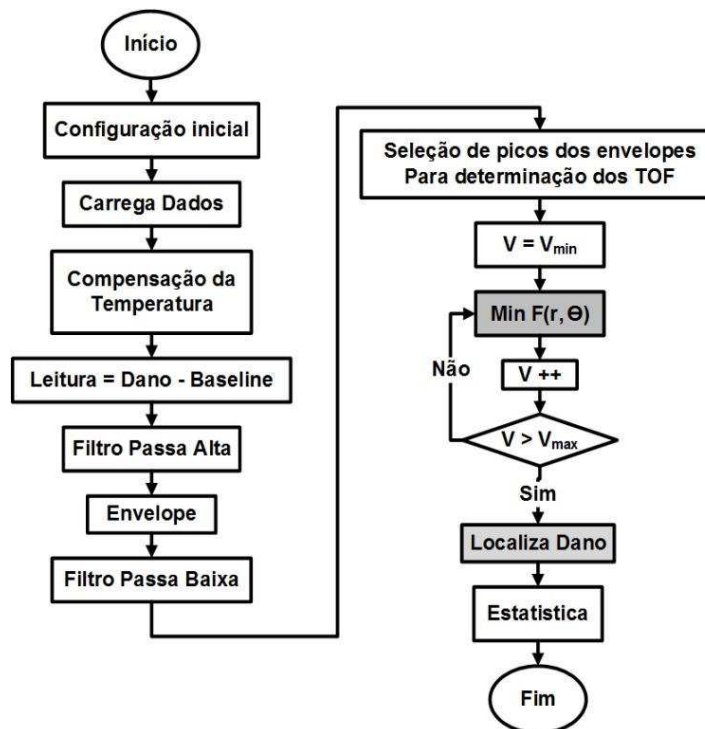 Início
Configuração inicial
Carrega Dados
Compensação da
Temperatura
Leitura = Dano - Baseline
Filtro Passa Alta
Envelope
Filtro Passa Baixa
Seleção de picos dos envelopes
Para determinação dos TOF
V = Vmin
Min F(r, Θ)
Não
V ++
V > Vmax
Sim
Localiza Dano
Estatistica
Fim